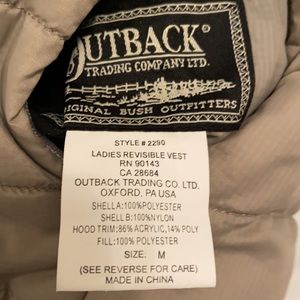 OUTBACK®
TRADING COMPANY LTD.
ORIGINAL BUSH OUTFITTERS
STYLE # 2290
LADIES REVISIBLE VEST
RN 90143
CA 28684
OUTBACK TRADING CO. LTD.
OXFORD, PA USA
SHELL A:100%POLYESTER
SHELL B:100%NYLON
HOOD TRIM:86% ACRYLIC,14% POLY
FILL:100% POLYESTER
SIZE: M
(SEE REVERSE FOR CARE)
MADE IN CHINA